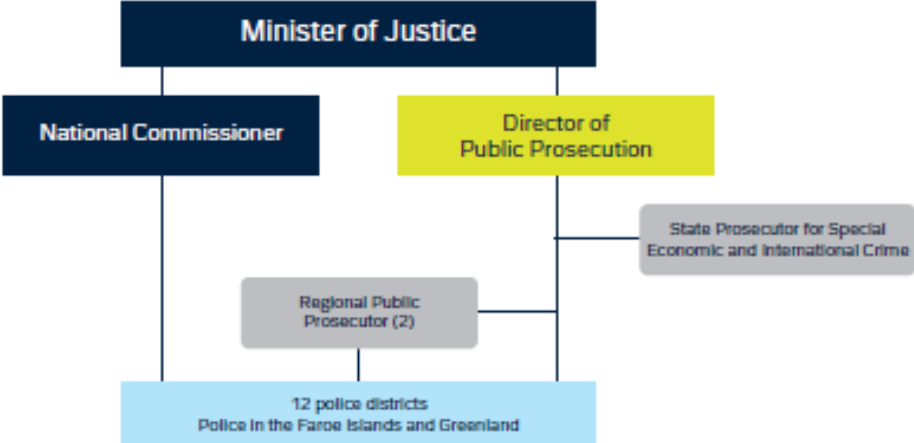 Minister of Justice
National Commissioner
Director of
Public Prosecution
State Prosecutor for Special
Economic and International Crime
Regional Public
Prosecutor (2)
12 police districts
Police in the Faroe Islands and Greenland